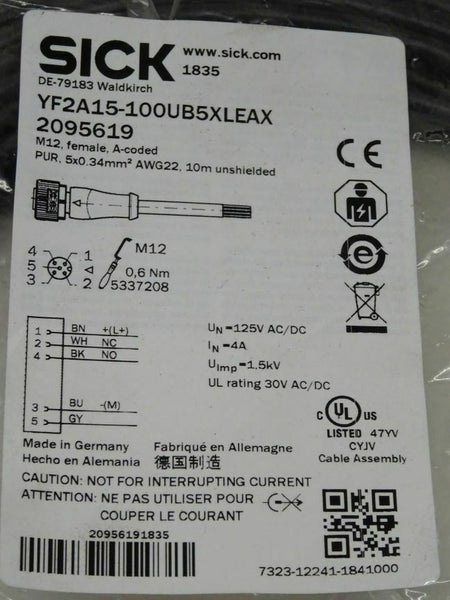 SICK www.sick.com
1835
DE-79183 Waldkirch
YF2A15-100UB5XLEAX
2095619
M12, female, A-coded
PUR, 5x0.34mm² AWG22, 10m unshielded
CE
e
4 1
5
3 2
M12
0,6 Nm
5337208
1 BN +(L+)
2 WH NC
4 BK NO
3 BU -(M)
5 GY
UN =125V AC/DC
IN =4A
UImp =1.5kV
UL rating 30V AC/DC
C UL US
LISTED 47YV
CYJV
Cable Assembly
Made in Germany Fabriqué en Allemagne
Hecho en Alemania 德国制造
CAUTION: NOT FOR INTERRUPTING CURRENT
ATTENTION: NE PAS UTILISER POUR
COUPER LE COURANT
20956191835
7323-12241-1841000